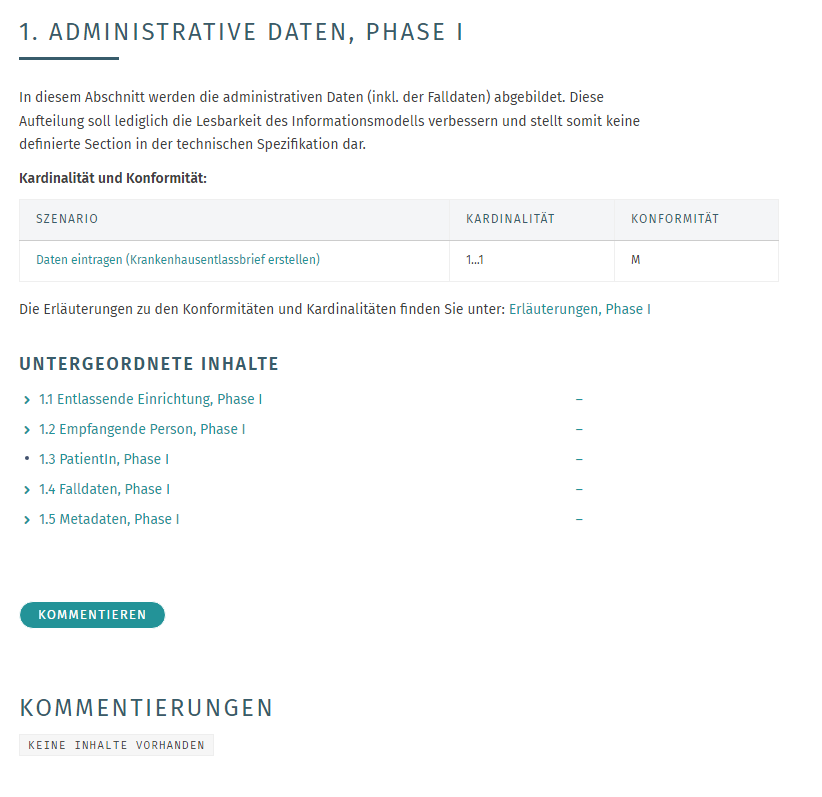 1. ADMINISTRATIVE DATEN, PHASE I
In diesem Abschnitt werden die administrativen Daten (inkl. der Falldaten) abgebildet. Diese
Aufteilung soll lediglich die Lesbarkeit des Informationsmodells verbessern und stellt somit keine
definierte Section in der technischen Spezifikation dar.
Kardinalität und Konformität:
SZENARIO KARDINALITÄT KONFORMITÄT
Daten eintragen (Krankenhausentlassbrief erstellen) 1...1 M
Die Erläuterungen zu den Konformitäten und Kardinalitäten finden Sie unter: Erläuterungen, Phase I
UNTERGEORDNETE INHALTE
1.1 Entlassende Einrichtung, Phase I –
1.2 Empfangende Person, Phase I –
1.3 PatientIn, Phase I –
1.4 Falldaten, Phase I –
1.5 Metadaten, Phase I –
KOMMENTIEREN
KOMMENTIERUNGEN
KEINE INHALTE VORHANDEN